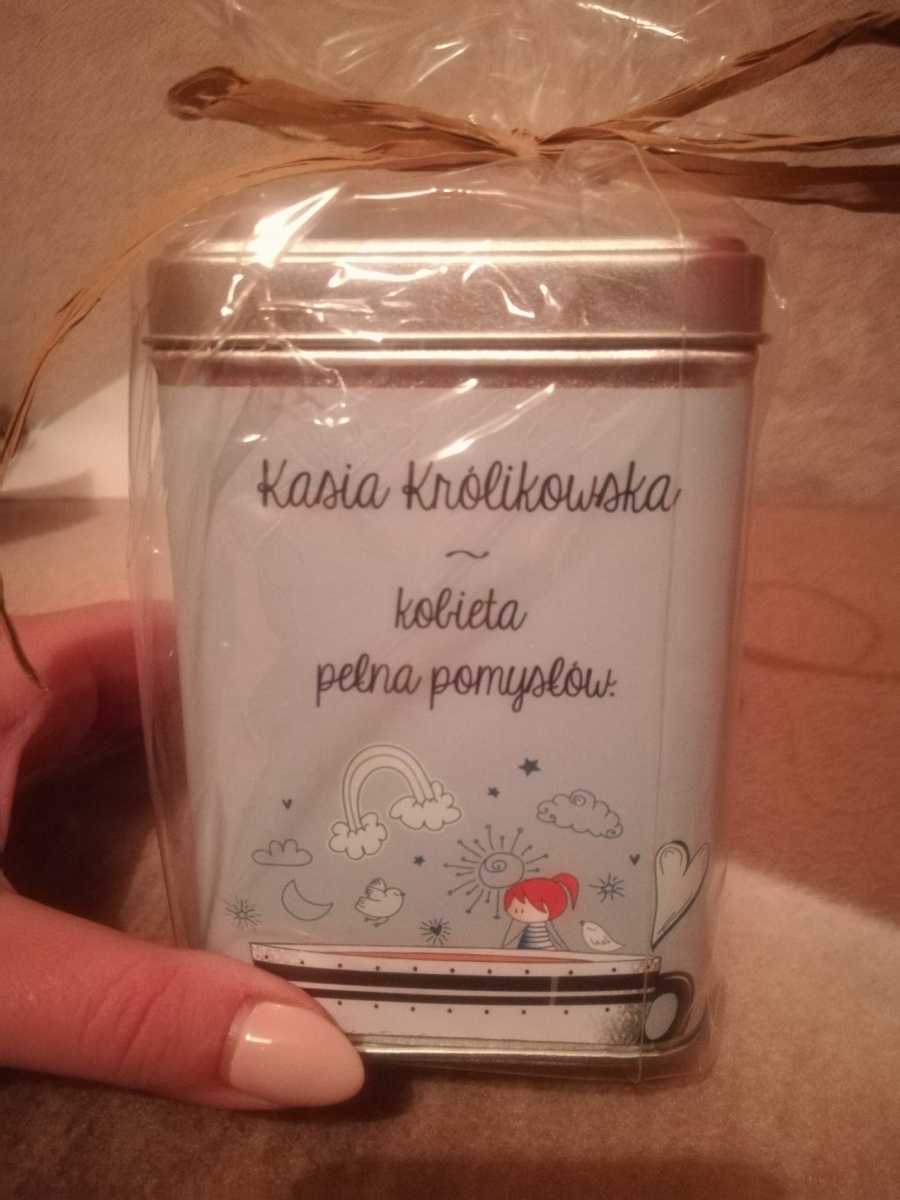 Kasia Królikowska
~
kobieta
pełna pomysłów.